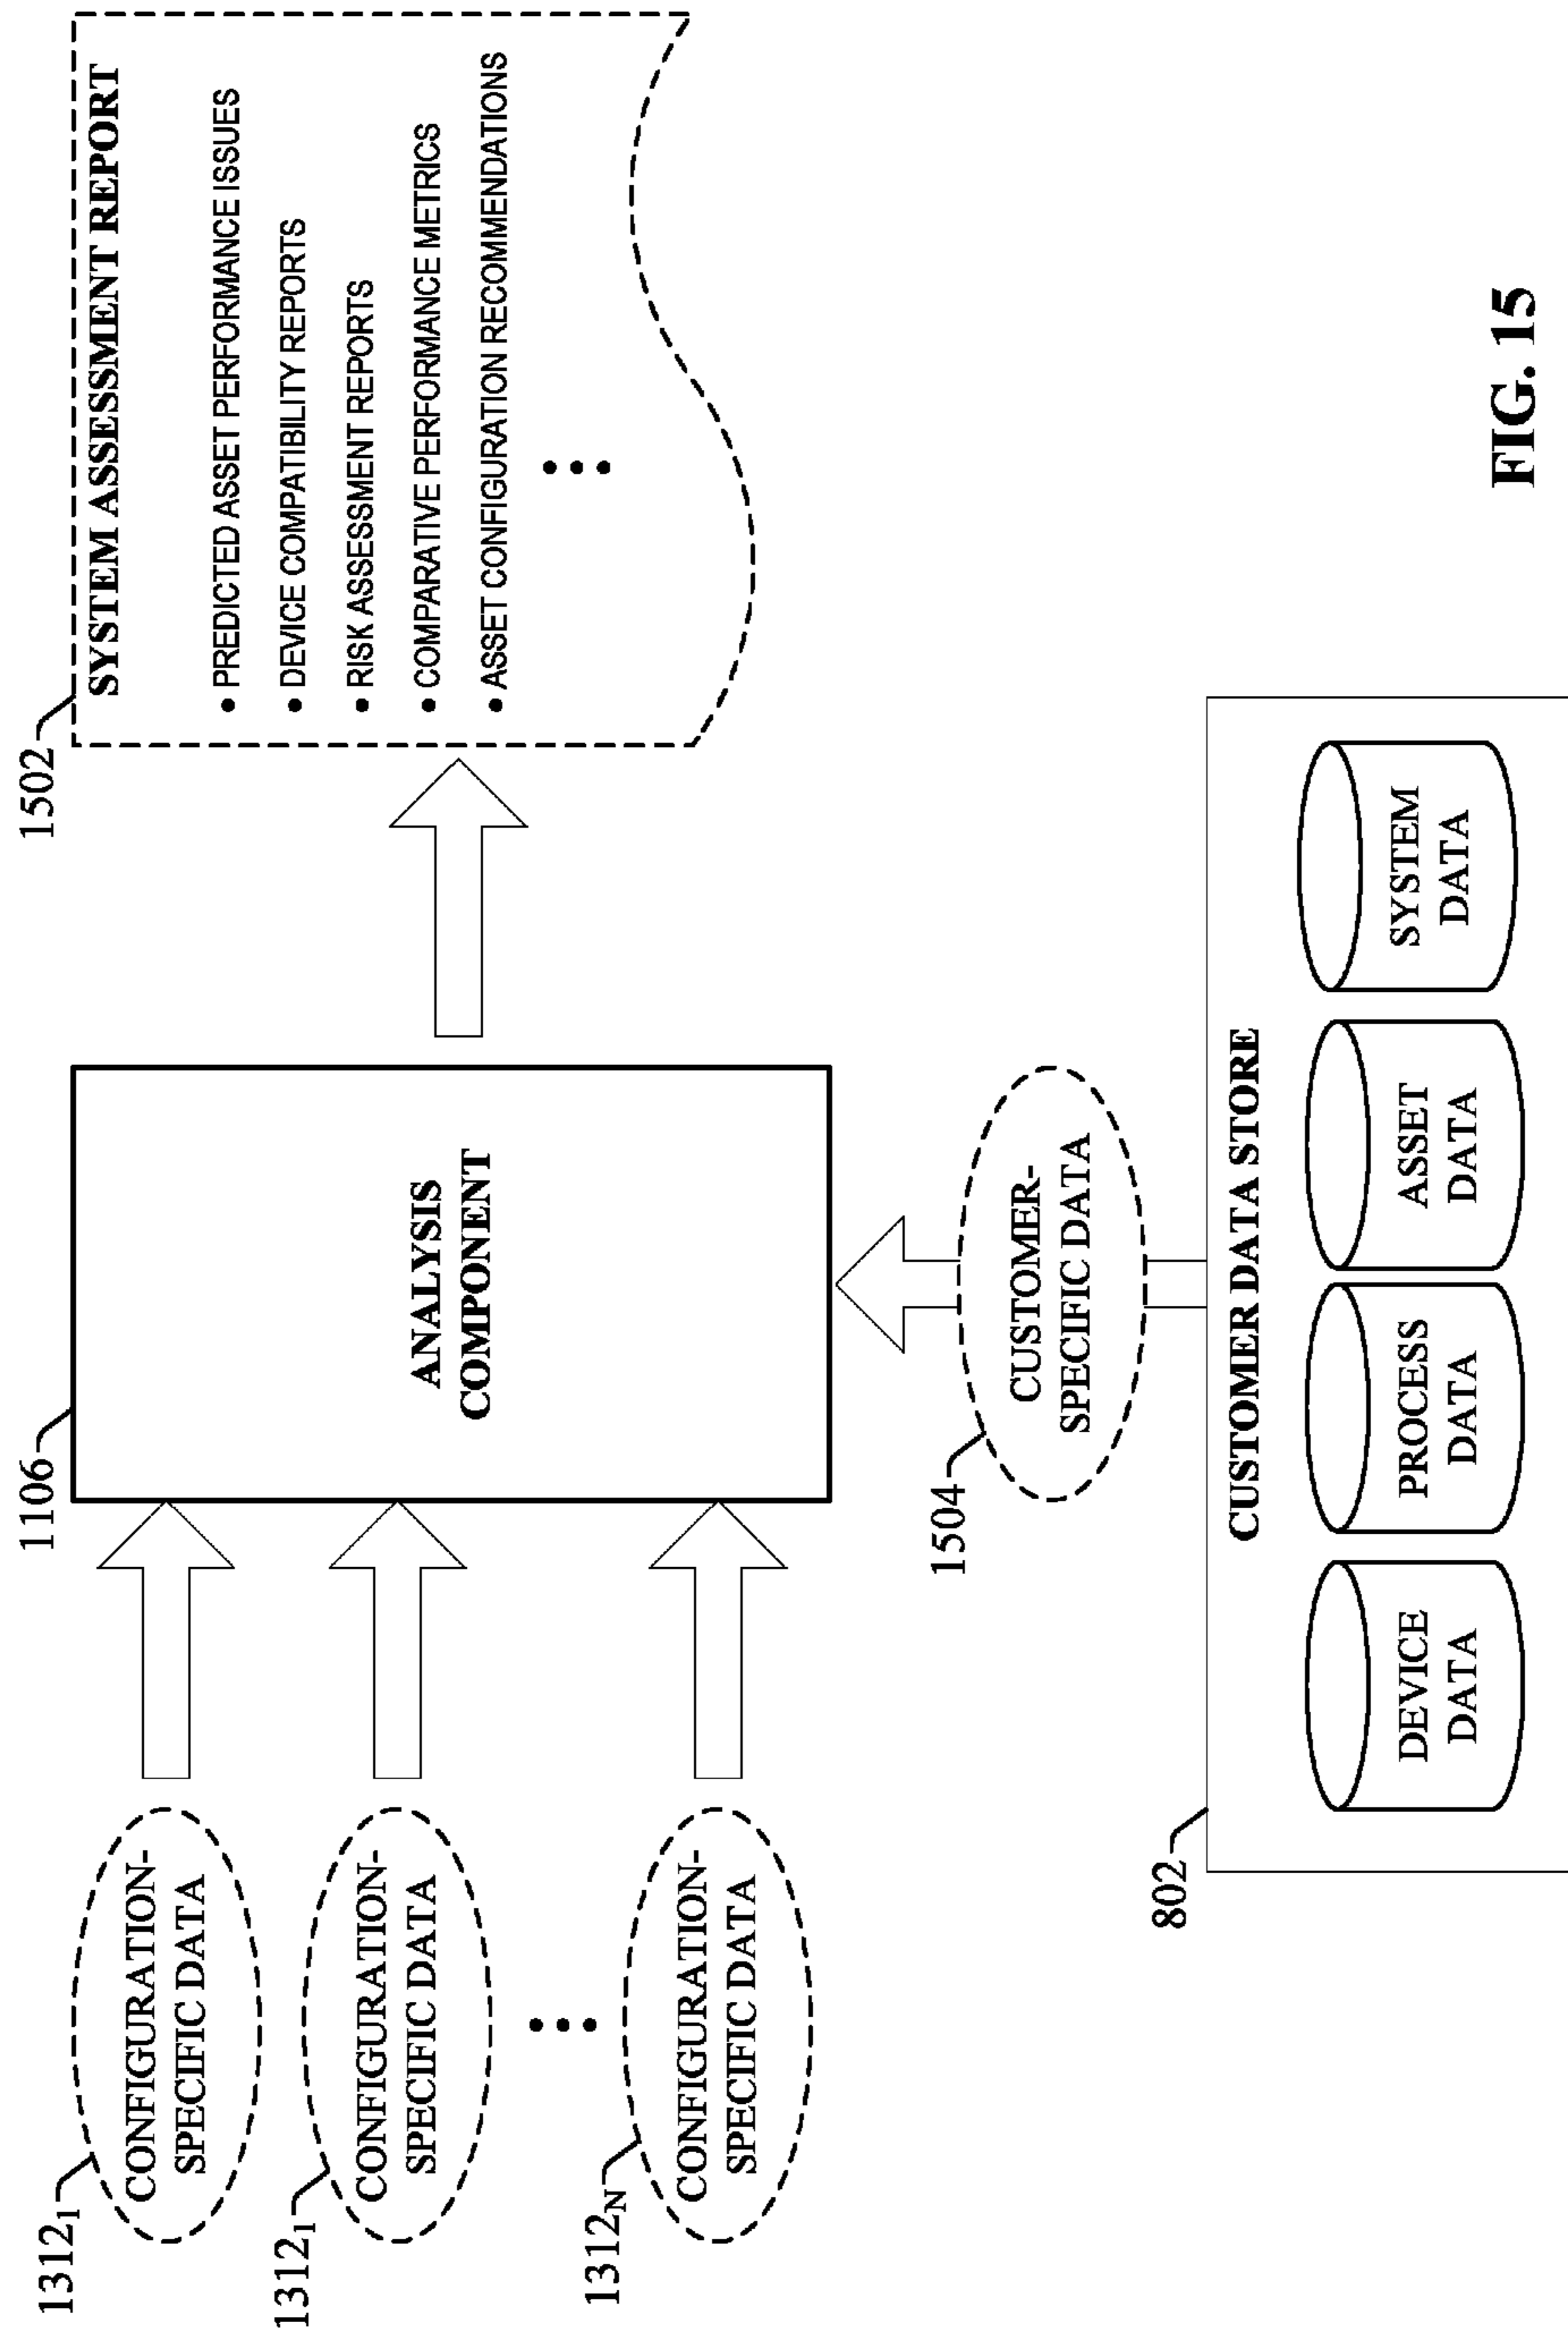 1312₁
CONFIGURATION-
SPECIFIC DATA
1312₁
CONFIGURATION-
SPECIFIC DATA
1312N
CONFIGURATION-
SPECIFIC DATA
1106
ANALYSIS
COMPONENT
1502
SYSTEM ASSESSMENT REPORT
• PREDICTED ASSET PERFORMANCE ISSUES
• DEVICE COMPATIBILITY REPORTS
• RISK ASSESSMENT REPORTS
• COMPARATIVE PERFORMANCE METRICS
• ASSET CONFIGURATION RECOMMENDATIONS
1504
CUSTOMER-
SPECIFIC DATA
802
CUSTOMER DATA STORE
DEVICE
DATA
PROCESS
DATA
ASSET
DATA
SYSTEM
DATA
FIG. 15